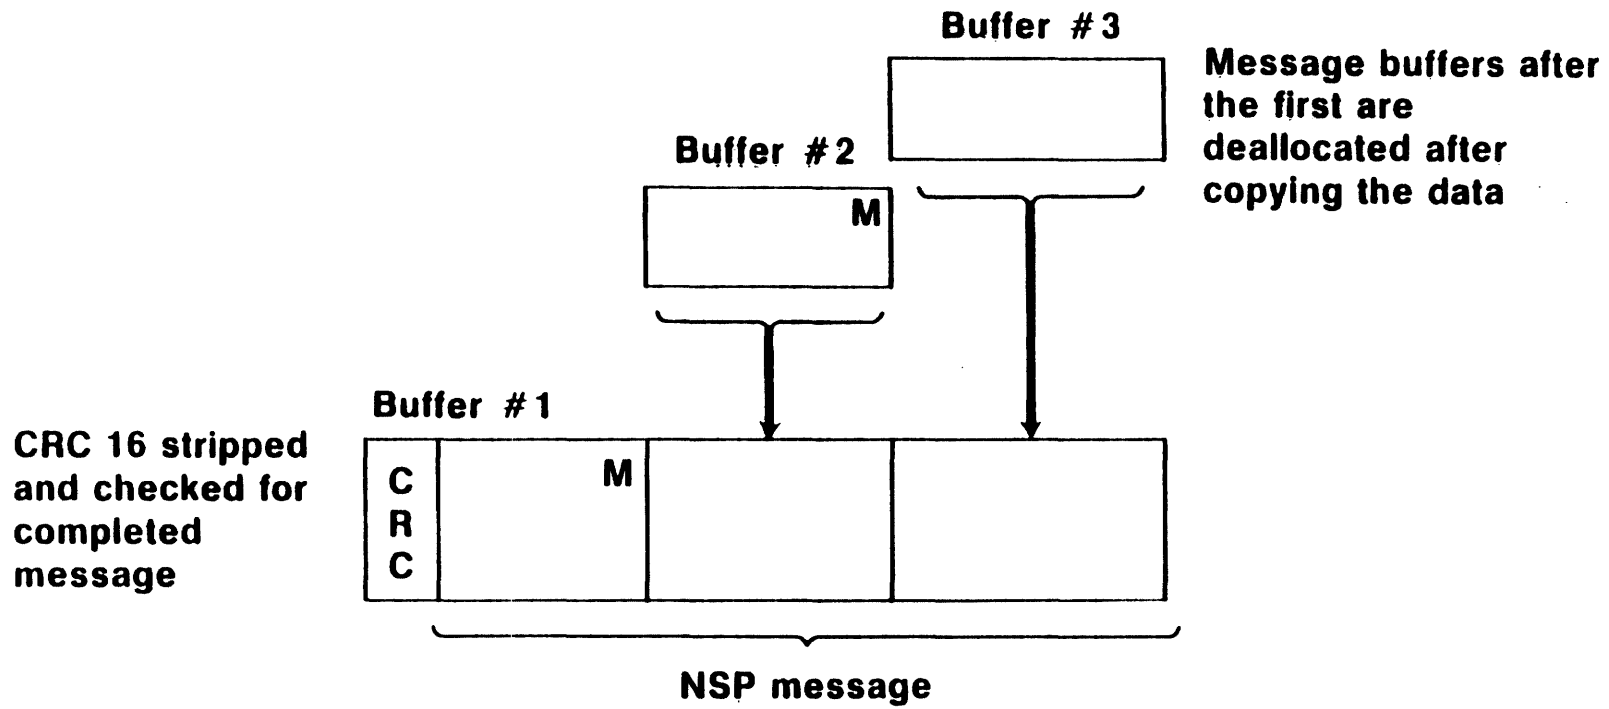 Buffer #3
Message buffers after
the first are
deallocated after
copying the data
Buffer #2
M
Buffer #1
CRC 16 stripped
and checked for
completed
message
C
R
C
M
NSP message